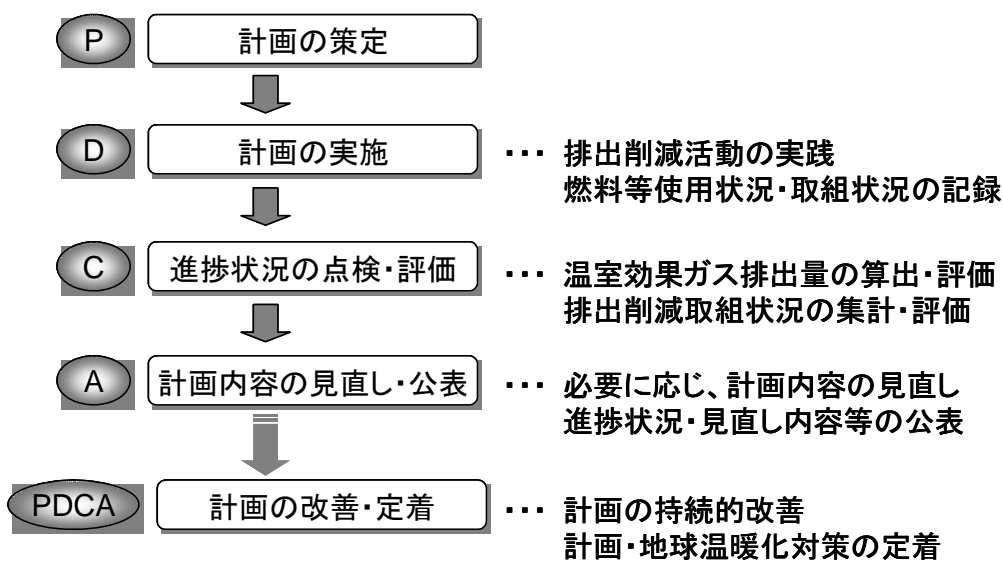 P 計画の策定
D 計画の実施 ・・・ 排出削減活動の実践
燃料等使用状況・取組状況の記録
C 進捗状況の点検・評価 ・・・ 温室効果ガス排出量の算出・評価
排出削減取組状況の集計・評価
A 計画内容の見直し・公表 ・・・ 必要に応じ、計画内容の見直し
進捗状況・見直し内容等の公表
PDCA 計画の改善・定着 ・・・ 計画の持続的改善
計画・地球温暖化対策の定着